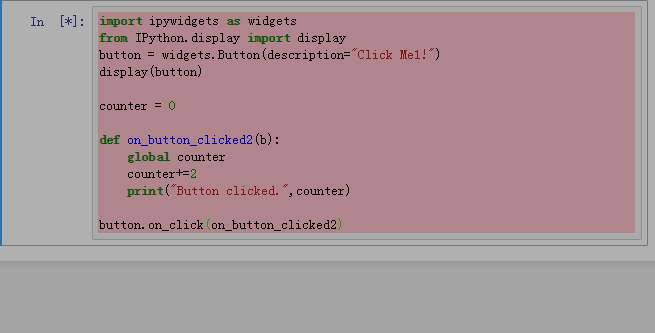 In [*]: import ipywidgets as widgets
from IPython.display import display
button = widgets.Button(description="Click Me1!")
display(button)

counter = 0

def on_button_clicked2(b):
    global counter
    counter+=2
    print("Button clicked.",counter)

button.on_click(on_button_clicked2)